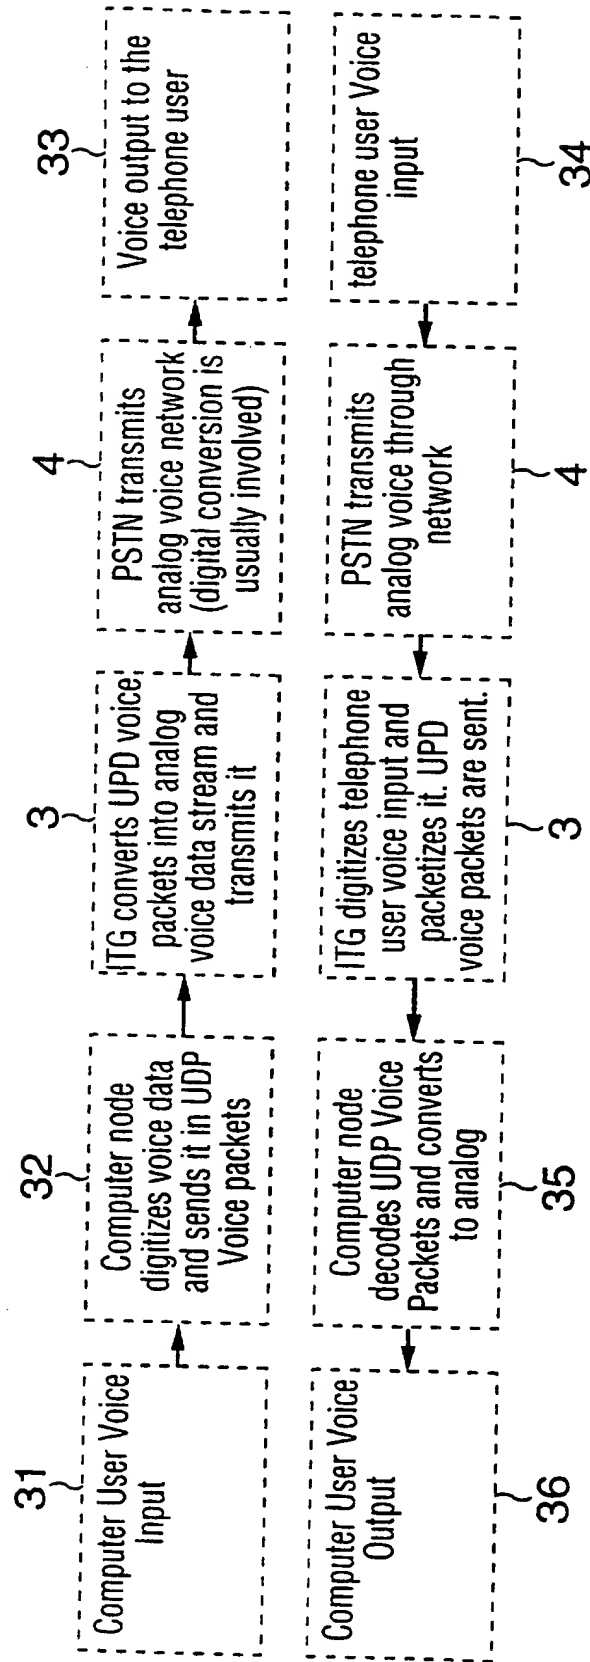 31
Computer User Voice
Input
32
Computer node
digitizes voice data
and sends it in UDP
Voice packets
3
ITG converts UPD voice
packets into analog
voice data stream and
transmits it
4
PSTN transmits
analog voice network
(digital conversion is
usually involved)
33
Voice output to the
telephone user
telephone user Voice
input
34
PSTN transmits
analog voice through
network
4
ITG digitizes telephone
user voice input and
packetizes it. UPD
voice packets are sent.
3
Computer node
decodes UDP Voice
Packets and converts
to analog
35
Computer User Voice
Output
36